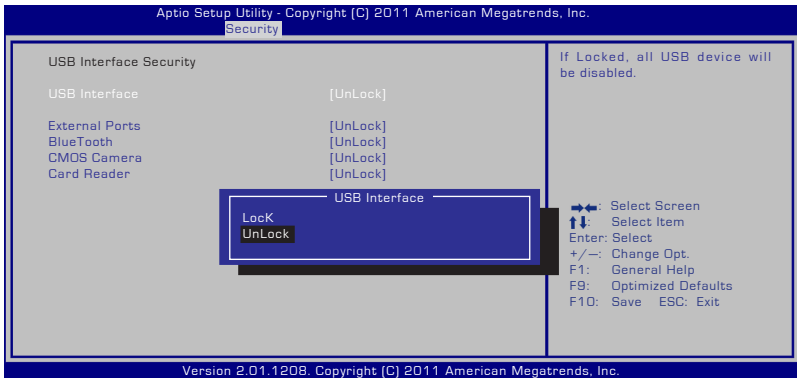 Aptio Setup Utility - Copyright (C) 2011 American Megatrends, Inc.
Security
USB Interface Security
USB Interface [UnLock]
External Ports [UnLock]
BlueTooth [UnLock]
CMOS Camera [UnLock]
Card Reader [UnLock]
USB Interface
LocK
UnLock
If Locked, all USB device will
be disabled.
→←: Select Screen
↑↓: Select Item
Enter: Select
+/—: Change Opt.
F1: General Help
F9: Optimized Defaults
F10: Save ESC: Exit
Version 2.01.1208. Copyright (C) 2011 American Megatrends, Inc.